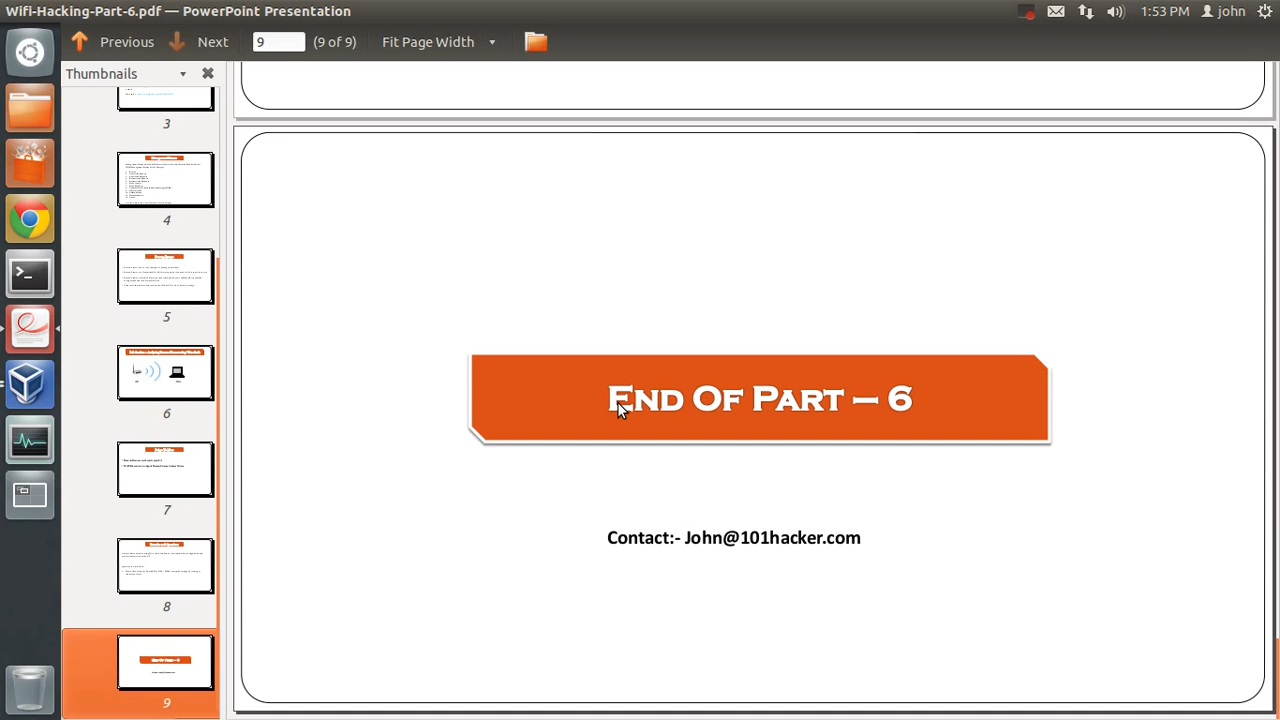 Wifi-Hacking-Part-6.pdf — PowerPoint Presentation
1:53 PM
john
Previous
Next
9
(9 of 9)
Fit Page Width
Thumbnails
3
4
5
6
7
8
9
END OF PART – 6
Contact:- John@101hacker.com